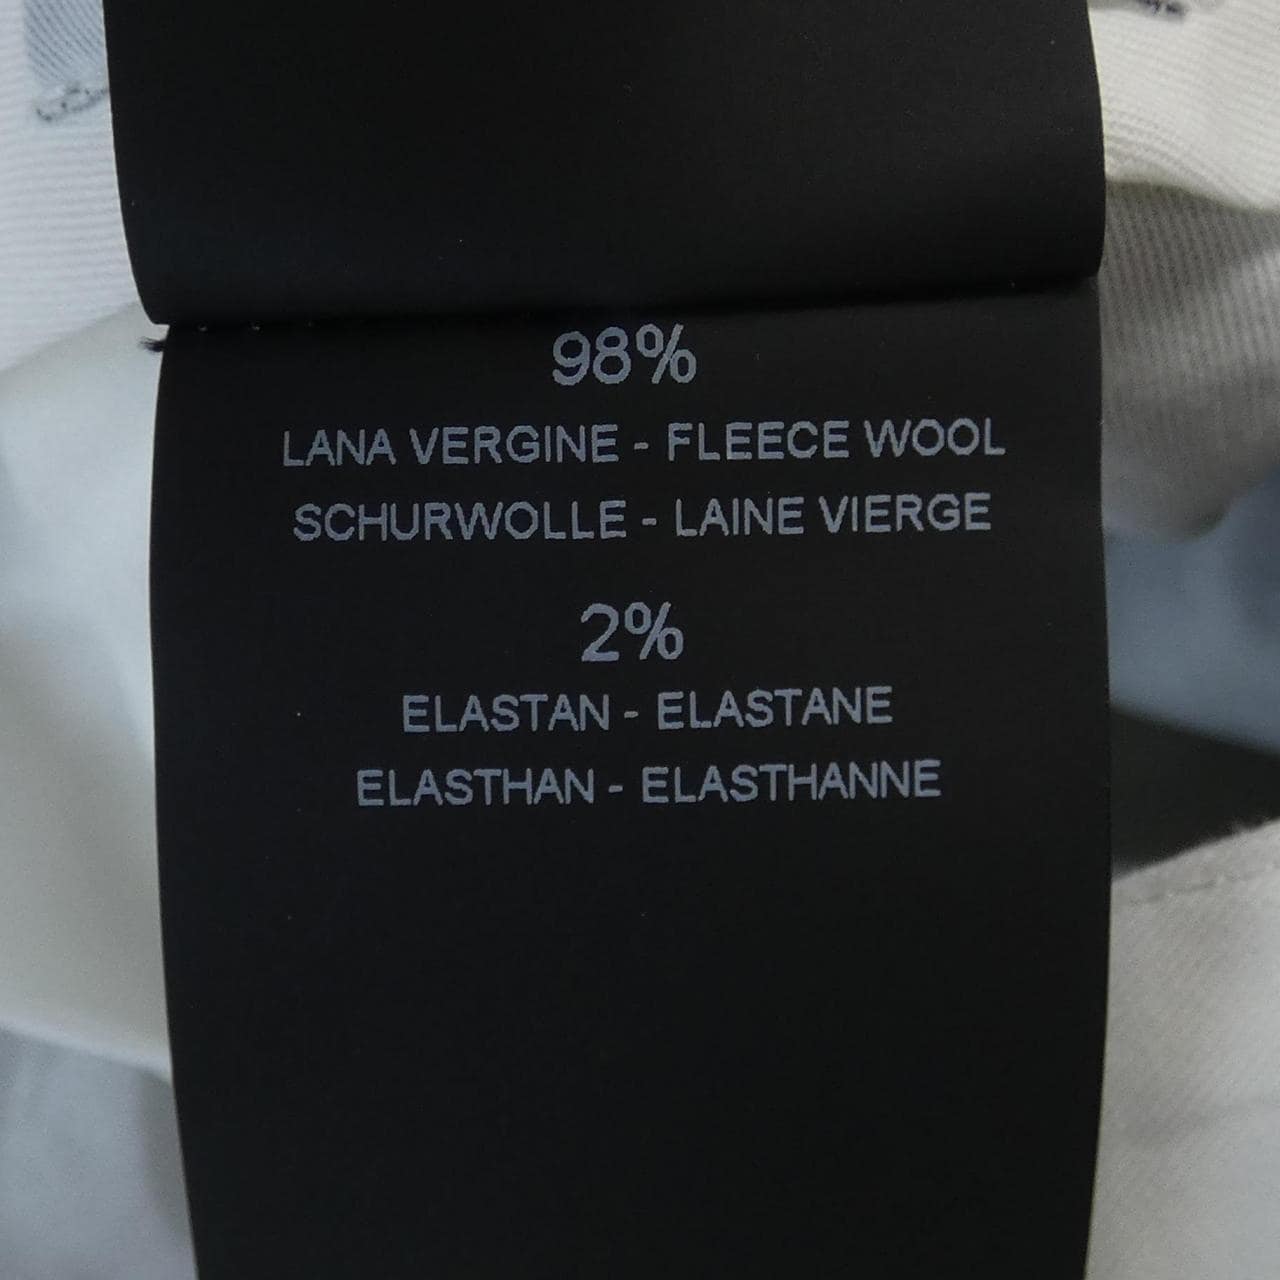 98%
LANA VERGINE - FLEECE WOOL
SCHURWOLLE - LAINE VIERGE
2%
ELASTAN - ELASTANE
ELASTHAN - ELASTHANNE